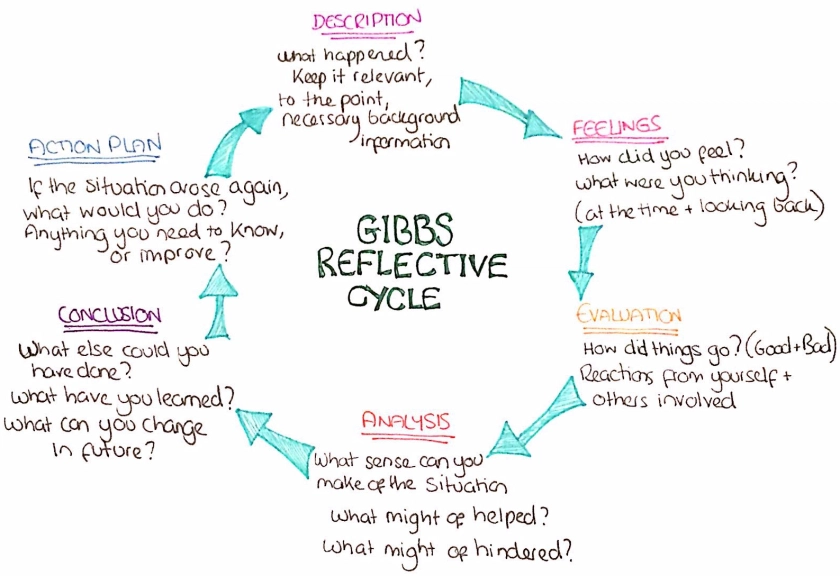 DESCRIPTION
What happened?
Keep it relevant,
to the point,
necessary background
information
FEELINGS
How did you feel?
What were you thinking?
(at the time + looking back)
EVALUATION
How did things go? (Good+Bad)
Reactions from yourself +
others involved
ANALYSIS
What sense can you
make of the situation
What might of helped?
What might of hindered?
CONCLUSION
What else could you
have done?
What have you learned?
What can you change
in future?
ACTION PLAN
If the situation arose again,
what would you do?
Anything you need to know,
or improve?
GIBBS
REFLECTIVE
CYCLE